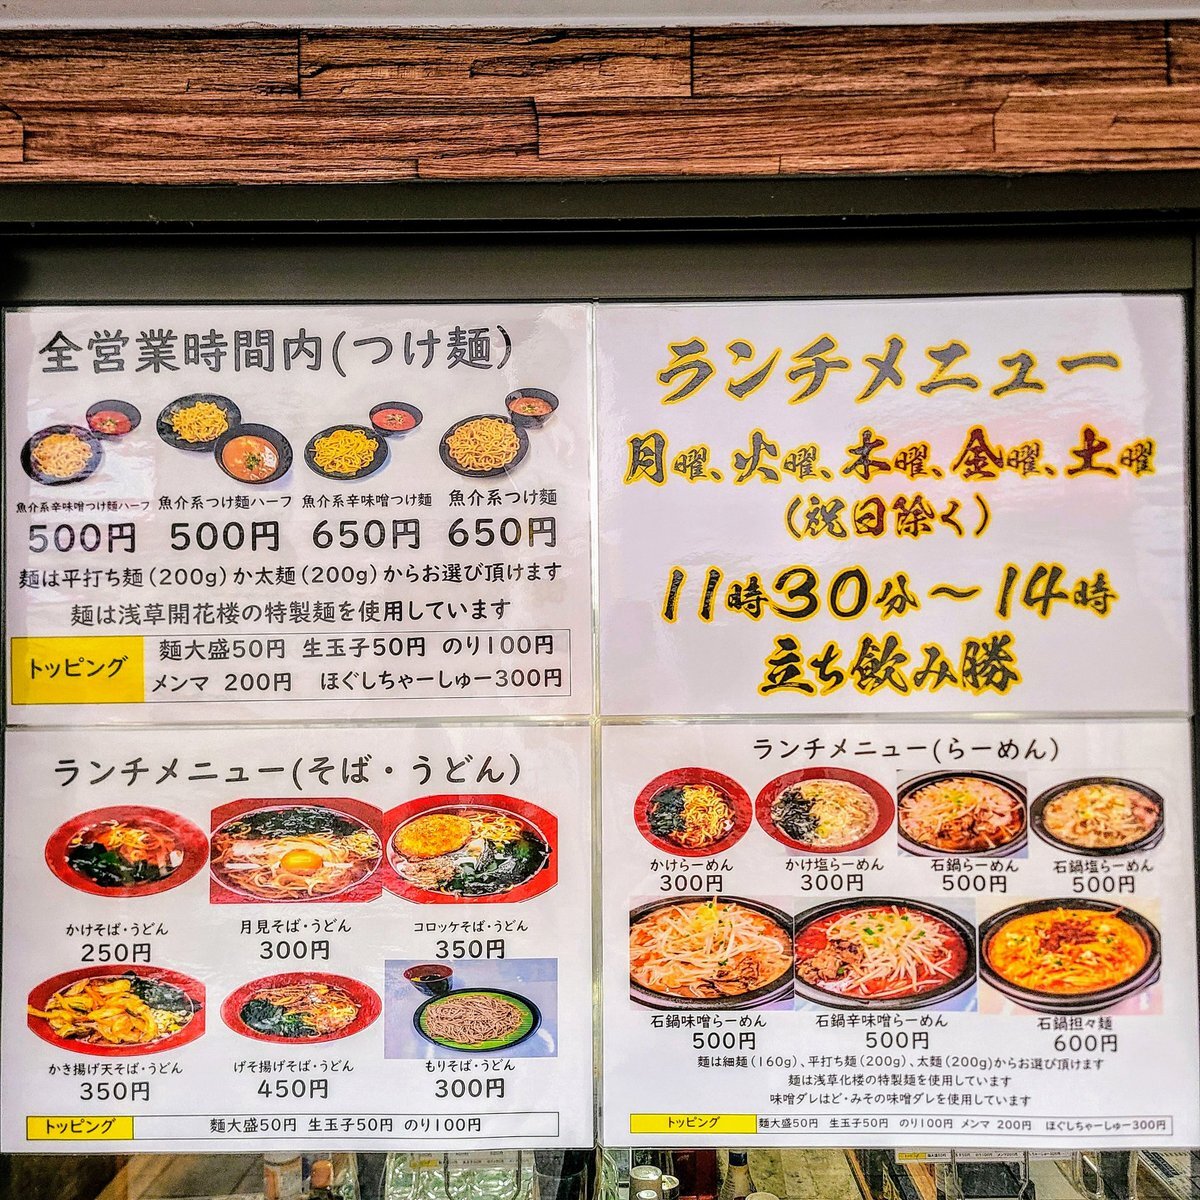 全営業時間内(つけ麺)
魚介系辛味噌つけ麺ハーフ 魚介系つけ麺ハーフ 魚介系辛味噌つけ麺 魚介系つけ麺
500円 500円 650円 650円
麺は平打ち麺(200g)か太麺(200g)からお選び頂けます
麺は浅草開花楼の特製麺を使用しています
トッピング
麺大盛50円 生玉子50円 のり100円
メンマ 200円 ほぐしちゃーしゅー300円
ランチメニュー
月曜、火曜、木曜、金曜、土曜
(祝日除く)
11時30分~14時
立ち飲み勝
ランチメニュー(そば・うどん)
かけそば・うどん 月見そば・うどん コロッケそば・うどん
250円 300円 350円
かき揚げ天そば・うどん げそ揚げそば・うどん もりそば・うどん
350円 450円 300円
トッピング 麺大盛50円 生玉子50円 のり100円
ランチメニュー(らーめん)
かけらーめん かけ塩らーめん 石鍋らーめん 石鍋塩らーめん
300円 300円 500円 500円
石鍋味噌らーめん 石鍋辛味噌らーめん 石鍋担々麺
500円 500円 600円
麺は細麺(160g)、平打ち麺(200g)、太麺(200g)からお選び頂けます
麺は浅草化楼の特製麺を使用しています
味噌ダレはど・みその味噌ダレを使用しています
トッピング 麺大盛50円 生玉子50円 のり100円 メンマ 200円 ほぐしちゃーしゅー300円